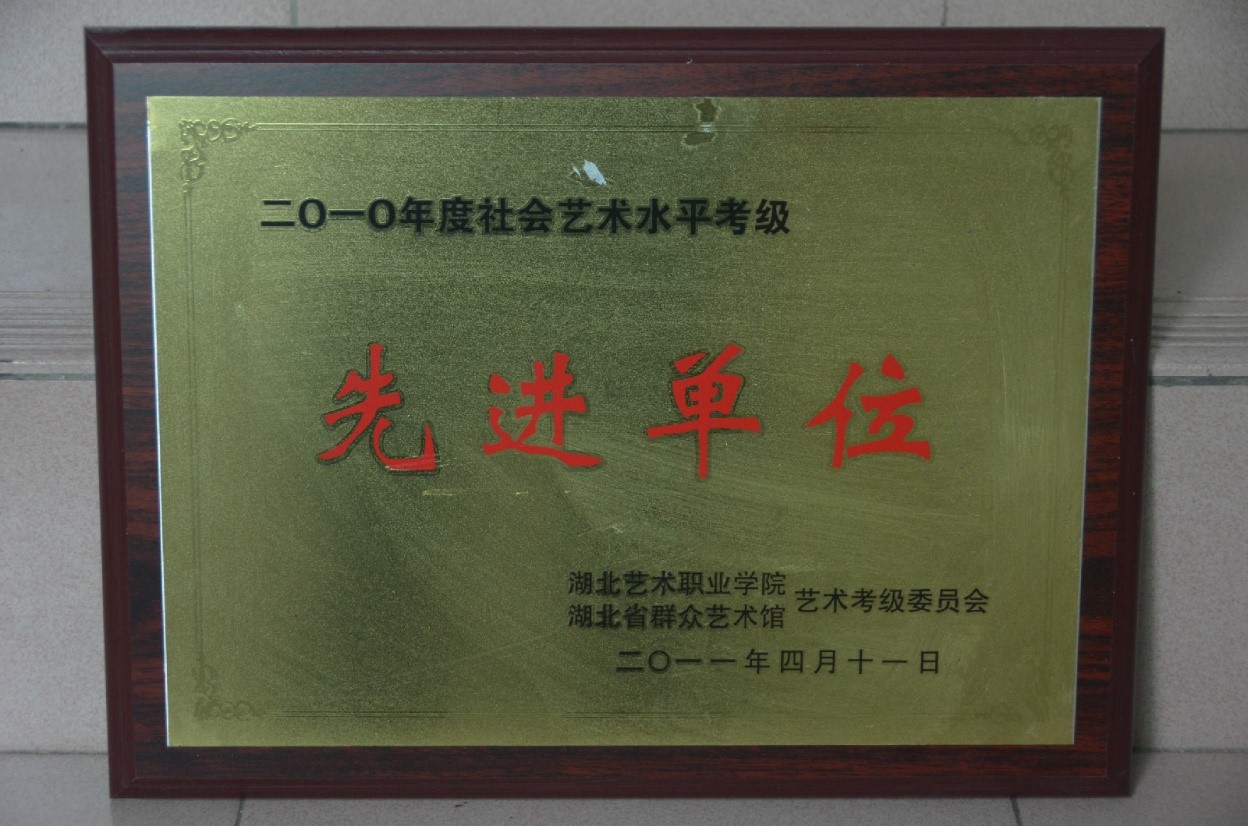 二O一O年度社会艺术水平考级
先进单位
湖北艺术职业学院
湖北省群众艺术馆
艺术考级委员会
二〇一一年四月十一日